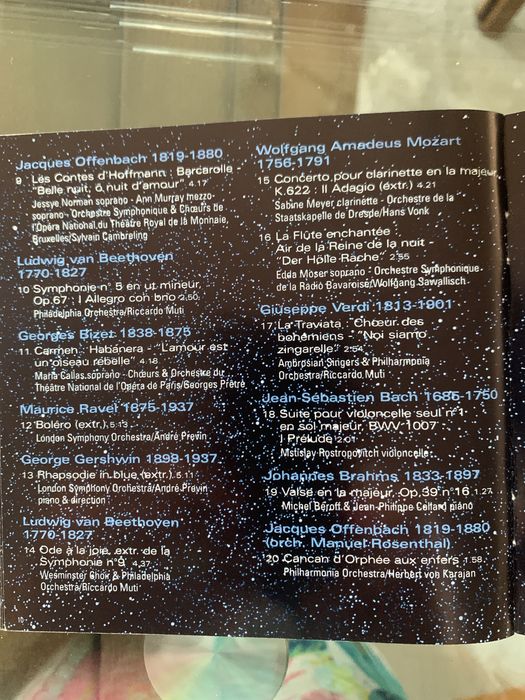 Jacques Offenbach 1819-1880
9 Les Contes d'Hoffmann : Barcarolle
"Belle nuit, ô nuit d'amour" 4.17
Jessye Norman soprano - Ann Murray mezzo-
soprano - Orchestre Symphonique & Chœurs de
l'Opéra National du Théâtre Royal de la Monnaie,
Bruxelles/Sylvain Cambreling
Ludwig van Beethoven
1770-1827
10 Symphonie n° 5 en ut mineur,
Op.67 : I Allegro con brio 2.50
Philadelphia Orchestra/Riccardo Muti
Georges Bizet 1838-1875
11 Carmen : Habanera - "L'amour est
un oiseau rebelle" 4.18
Maria Callas soprano - Chœurs & Orchestre du
Théâtre National de l'Opéra de Paris/Georges Prêtre
Maurice Ravel 1875-1937
12 Boléro (extr.) 5.13
London Symphony Orchestra/André Previn
George Gershwin 1898-1937
13 Rhapsodie in blue (extr.) 5.11
London Symphony Orchestra/André Previn
piano & direction
Ludwig van Beethoven
1770-1827
14 Ode à la joie, extr. de la
Symphonie n°9 4,37
Wesminster Choir & Philadelphia
Orchestra/Riccardo Muti
Wolfgang Amadeus Mozart
1756-1791
15 Concerto pour clarinette en la majeur
K.622 : II Adagio (extr.) 4.21
Sabine Meyer, clarinette - Orchestre de la
Staatskapelle de Dresde/Hans Vonk
16 La Flûte enchantée
Air de la Reine de la nuit
"Der Hölle Rache" 2.55
Edda Moser soprano - Orchestre Symphonique
de la Radio Bavaroise/Wolfgang Sawallisch
Giuseppe Verdi 1813-1901
17 La Traviata : Chœur des
bohémiens - "Noi siamo
zingarelle" 2.54
Ambrosian Singers & Philharmonia
Orchestra/Riccardo Muti
Jean-Sébastien Bach 1685-1750
18 Suite pour violoncelle seul n°1
en sol majeur, BWV 1007
I Prélude 2.01
Mstislav Rostropovitch violoncelle
Johannes Brahms 1833-1897
19 Valse en la majeur, Op.39 n°16 1.27
Michel Béroff & Jean-Philippe Collard piano
Jacques Offenbach 1819-1880
(orch. Manuel Rosenthal)
20 Cancan d'Orphée aux enfers 1.58
Philharmonia Orchestra/Herbert von Karajan